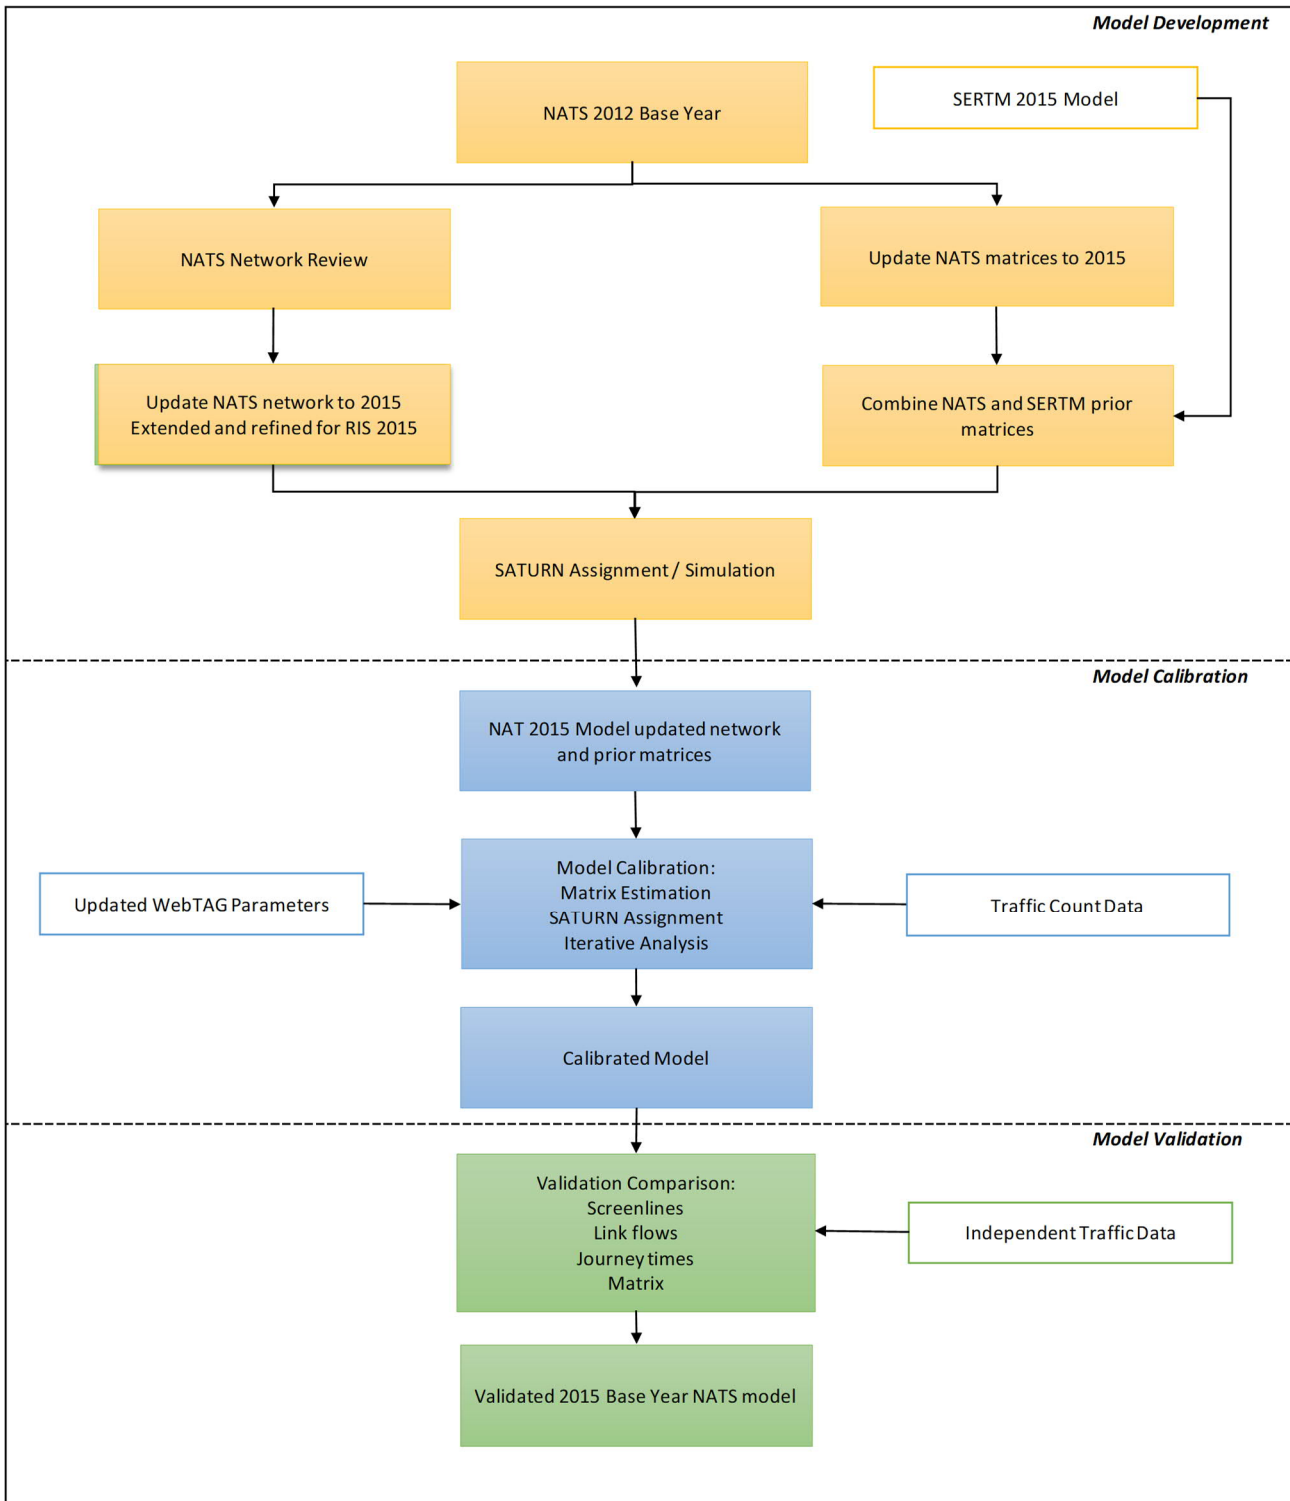 Model Development
NATS 2012 Base Year
SERTM 2015 Model
NATS Network Review
Update NATS matrices to 2015
Update NATS network to 2015
Extended and refined for RIS 2015
Combine NATS and SERTM prior
matrices
SATURN Assignment / Simulation
Model Calibration
NAT 2015 Model updated network
and prior matrices
Updated WebTAG Parameters
Model Calibration:
Matrix Estimation
SATURN Assignment
Iterative Analysis
Traffic Count Data
Calibrated Model
Model Validation
Validation Comparison:
Screenlines
Link flows
Journey times
Matrix
Independent Traffic Data
Validated 2015 Base Year NATS model